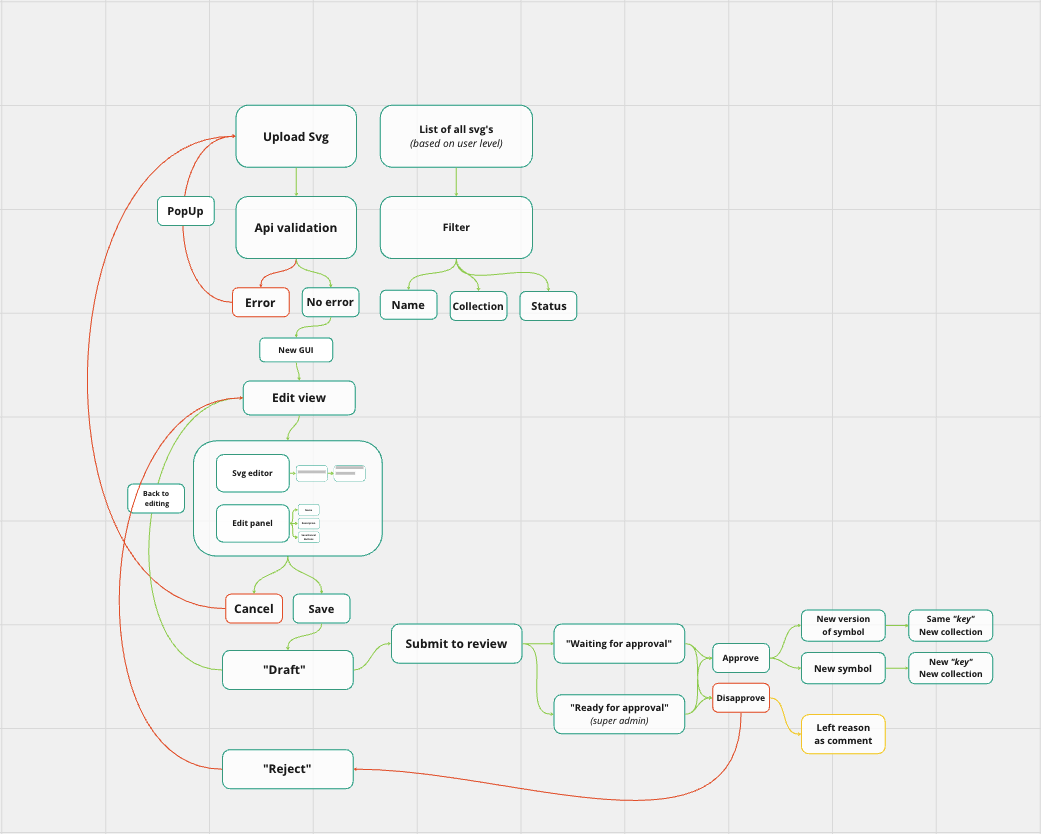 Upload Svg
List of all svg's
(based on user level)
PopUp
Api validation
Filter
Error
No error
Name
Collection
Status
New GUI
Edit view
Svg editor
Back to
editing
Edit panel
Cancel
Save
Submit to review
"Waiting for approval"
Approve
New version
of symbol
Same "key"
New collection
"Draft"
New symbol
New "key"
New collection
Disapprove
"Ready for approval"
(super admin)
Left reason
as comment
"Reject"